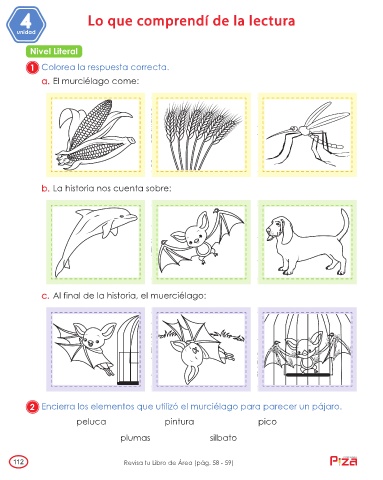 4
unidad
Lo que comprendí de la lectura
Nivel Literal
1 Colorea la respuesta correcta.
a. El murciélago come:
b. La historia nos cuenta sobre:
c. Al final de la historia, el muerciélago:
2 Encierra los elementos que utilizó el murciélago para parecer un pájaro.
peluca pintura pico
plumas silbato
112
Revisa tu Libro de Área (pág. 58 - 59)